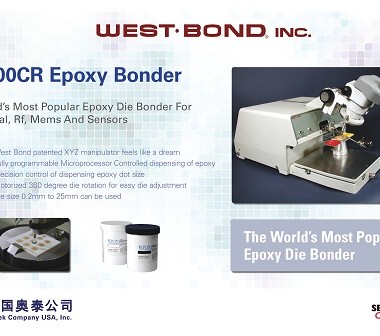 WEST·BOND® INC.
00CR Epoxy Bonder
d's Most Popular Epoxy Die Bonder For
al, Rf, Mems And Sensors
West Bond patented XYZ manipulator feels like a dream
ully programmable Microprocessor Controlled dispensing of epoxy
recision control of dispensing epoxy dot size
otorized 360 degree die rotation for easy die adjustment
e size 0.2mm to 25mm can be used
The World's Most Pop
Epoxy Die Bonder
国奥泰公司
ek Company USA, Inc.
SE